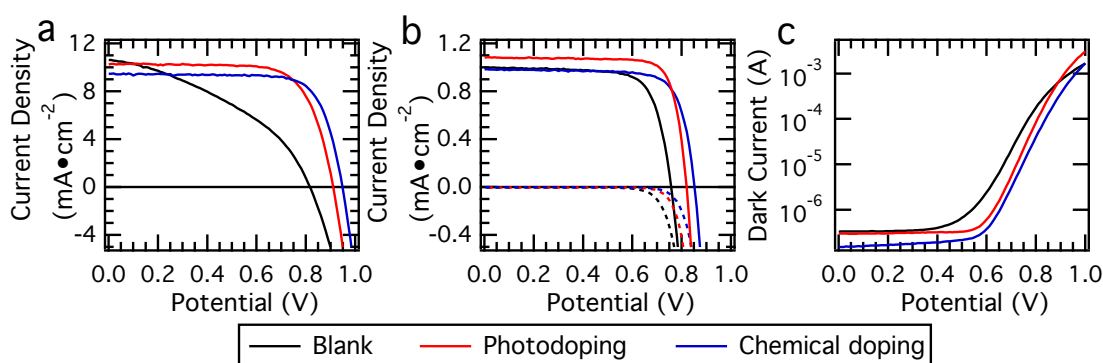 a
Current Density
(mA•cm-2)
12
8
4
0
-4
0.0 0.2 0.4 0.6 0.8 1.0
Potential (V)
b
Current Density
(mA•cm-2)
1.2
0.8
0.4
0.0
-0.4
0.0 0.2 0.4 0.6 0.8 1.0
Potential (V)
c
Dark Current (A)
10-3
10-4
10-5
10-6
0.0 0.2 0.4 0.6 0.8 1.0
Potential (V)
Blank Photodoping Chemical doping